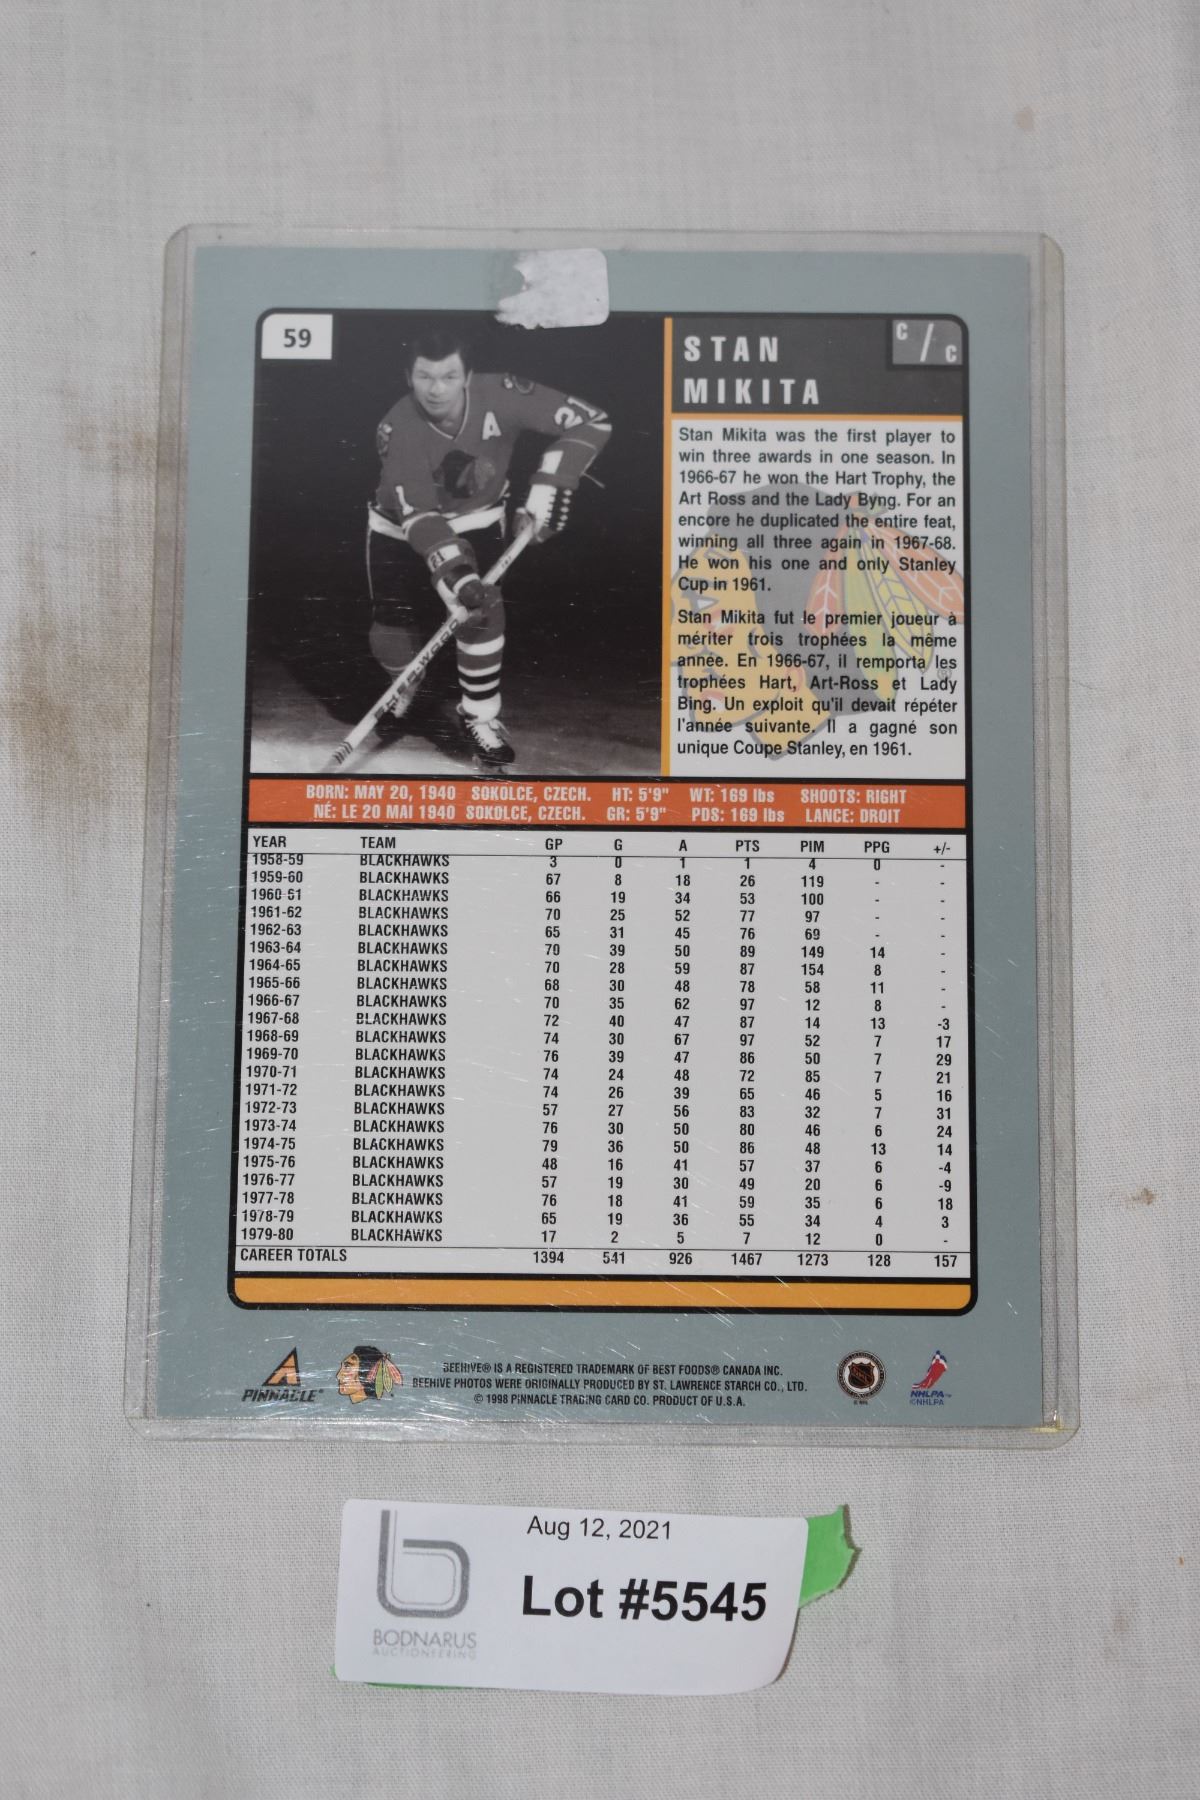 59
STAN
MIKITA
C / C
A
21
1
21
SHER-WOOD
Stan Mikita was the first player to
win three awards in one season. In
1966-67 he won the Hart Trophy, the
Art Ross and the Lady Byng. For an
encore he duplicated the entire feat,
winning all three again in 1967-68.
He won his one and only Stanley
Cup in 1961.
Stan Mikita fut le premier joueur à
mériter trois trophées la même
année. En 1966-67, il remporta les
trophées Hart, Art-Ross et Lady
Bing. Un exploit qu'il devait répéter
l'année suivante. Il a gagné son
unique Coupe Stanley, en 1961.
BORN: MAY 20, 1940 SOKOLCE, CZECH. HT: 5'9" WT: 169 lbs SHOOTS: RIGHT
NÉ: LE 20 MAI 1940 SOKOLCE, CZECH. GR: 5'9" PDS: 169 lbs LANCE: DROIT
YEAR TEAM GP G A PTS PIM PPG +/-
1958-59 BLACKHAWKS 3 0 1 1 4 0 -
1959-60 BLACKHAWKS 67 8 18 26 119 - -
1960-61 BLACKHAWKS 66 19 34 53 100 - -
1961-62 BLACKHAWKS 70 25 52 77 97 - -
1962-63 BLACKHAWKS 65 31 45 76 69 - -
1963-64 BLACKHAWKS 70 39 50 89 149 14 -
1964-65 BLACKHAWKS 70 28 59 87 154 8 -
1965-66 BLACKHAWKS 68 30 48 78 58 11 -
1966-67 BLACKHAWKS 70 35 62 97 12 8 -
1967-68 BLACKHAWKS 72 40 47 87 14 13 -3
1968-69 BLACKHAWKS 74 30 67 97 52 7 17
1969-70 BLACKHAWKS 76 39 47 86 50 7 29
1970-71 BLACKHAWKS 74 24 48 72 85 7 21
1971-72 BLACKHAWKS 74 26 39 65 46 5 16
1972-73 BLACKHAWKS 57 27 56 83 32 7 31
1973-74 BLACKHAWKS 76 30 50 80 46 6 24
1974-75 BLACKHAWKS 79 36 50 86 48 13 14
1975-76 BLACKHAWKS 48 16 41 57 37 6 -4
1976-77 BLACKHAWKS 57 19 30 49 20 6 -9
1977-78 BLACKHAWKS 76 18 41 59 35 6 18
1978-79 BLACKHAWKS 65 19 36 55 34 4 3
1979-80 BLACKHAWKS 17 2 5 7 12 0 -
CAREER TOTALS 1394 541 926 1467 1273 128 157
PINNACLE®
BEEHIVE® IS A REGISTERED TRADEMARK OF BEST FOODS® CANADA INC.
BEEHIVE PHOTOS WERE ORIGINALLY PRODUCED BY ST. LAWRENCE STARCH CO., LTD.
© 1998 PINNACLE TRADING CARD CO. PRODUCT OF U.S.A.
NHL
© NHL
NHLPA™
©NHLPA
Aug 12, 2021
Lot #5545
BODNARUS
AUCTIONEERING